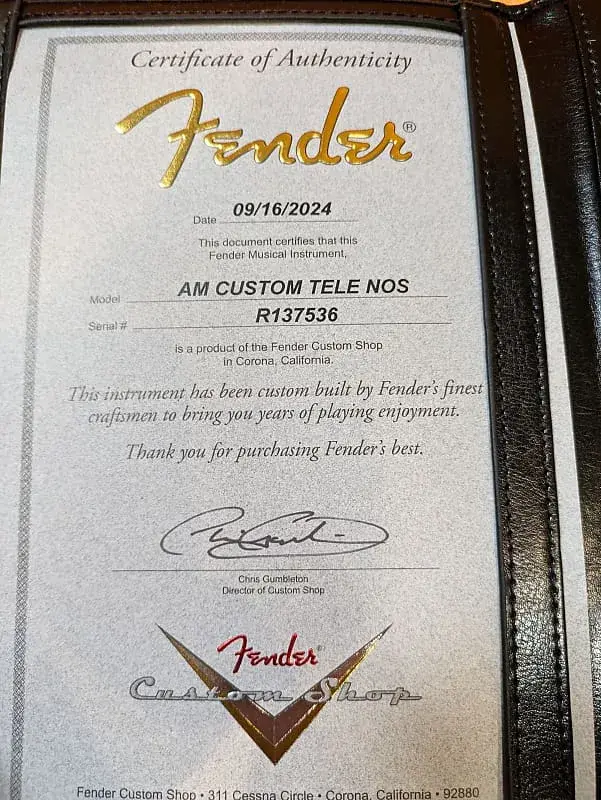 Certificate of Authenticity
Fender®
Date 09/16/2024
This document certifies that this
Fender Musical Instrument,
Model AM CUSTOM TELE NOS
Serial # R137536
is a product of the Fender Custom Shop
in Corona, California.
This instrument has been custom built by Fender's finest
craftsmen to bring you years of playing enjoyment.
Thank you for purchasing Fender's best.
Chris Gumbleton
Director of Custom Shop
Fender®
Custom Shop
Fender Custom Shop • 311 Cessna Circle • Corona, California • 92880